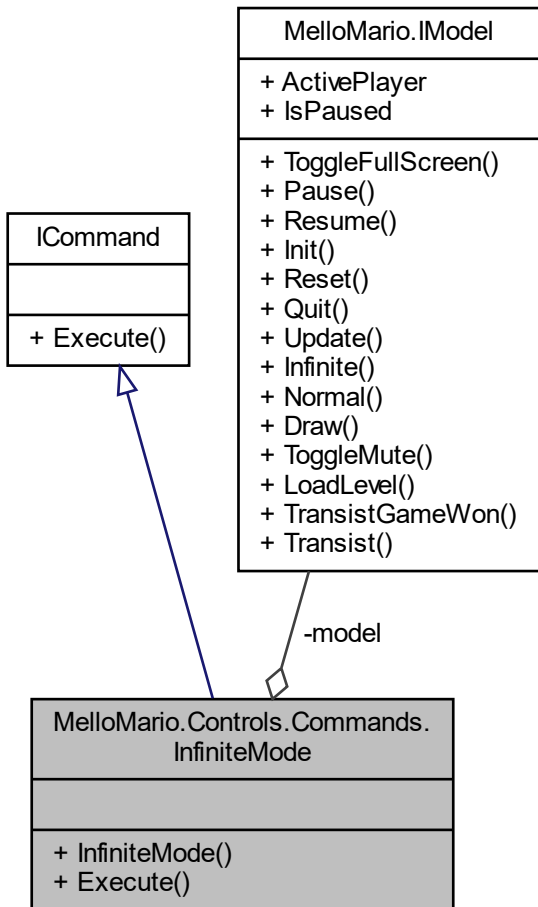 MelloMario.IModel
+ ActivePlayer
+ IsPaused
+ ToggleFullScreen()
+ Pause()
+ Resume()
+ Init()
+ Reset()
+ Quit()
+ Update()
+ Infinite()
+ Normal()
+ Draw()
+ ToggleMute()
+ LoadLevel()
+ TransistGameWon()
+ Transist()
ICommand
+ Execute()
-model
MelloMario.Controls.Commands.
InfiniteMode
+ InfiniteMode()
+ Execute()